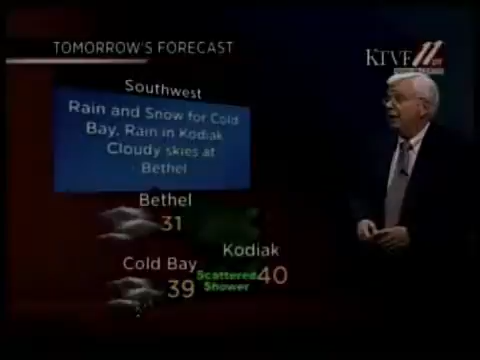 TOMORROW'S FORECAST
KTVF 11
Southwest
Rain and Snow for Cold
Bay, Rain in Kodiak
Cloudy skies at
Bethel
Bethel
31
Kodiak
Cold Bay
Scattered
Shower
40
39